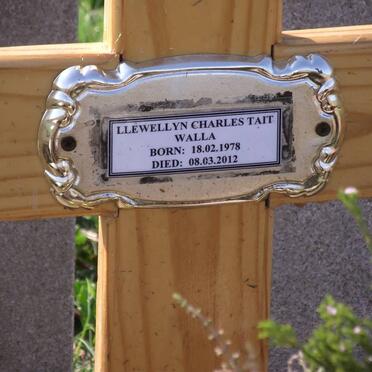 LLEWELLYN CHARLES TAIT
WALLA
BORN: 18.02.1978
DIED: 08.03.2012